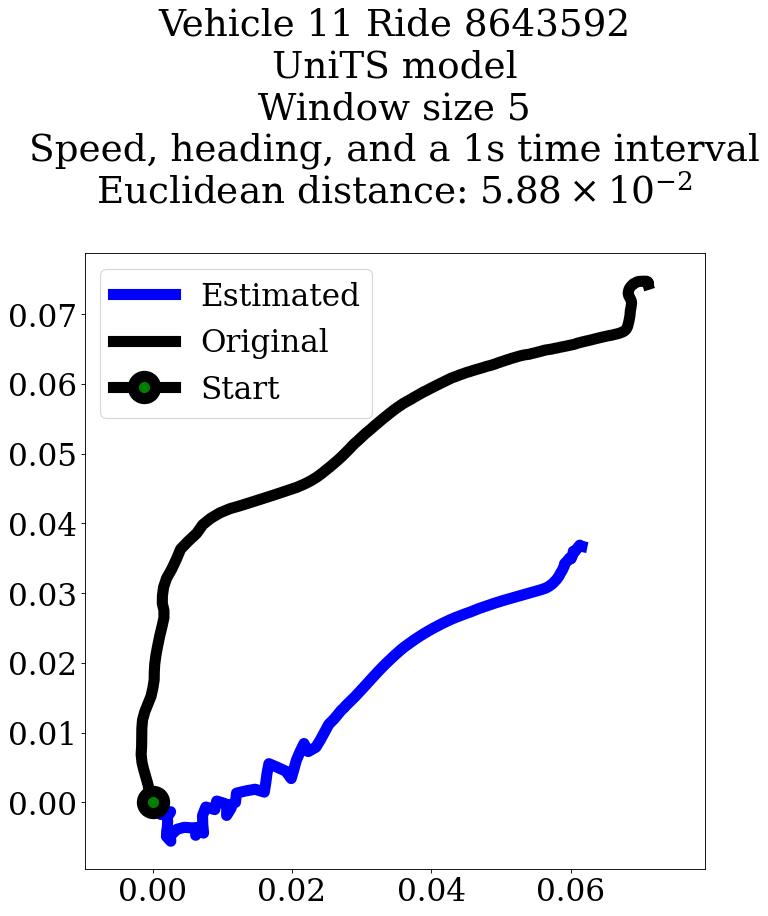 Vehicle 11 Ride 8643592
UniTS model
Window size 5
Speed, heading, and a 1s time interval
Euclidean distance: 5.88 × 10⁻²
Estimated
Original
Start
0.07
0.06
0.05
0.04
0.03
0.02
0.01
0.00
0.00 0.02 0.04 0.06